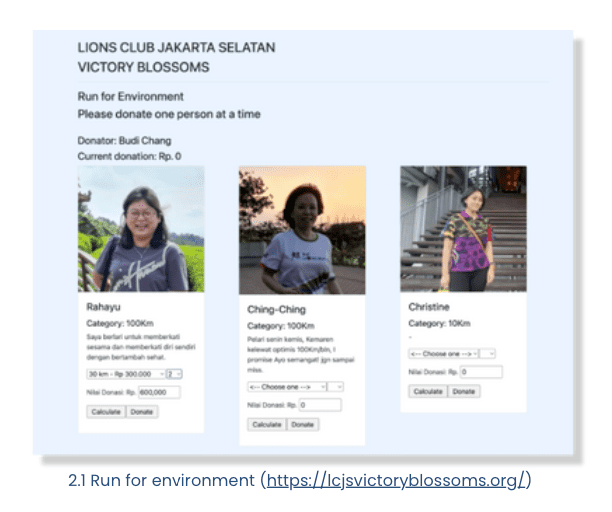 LIONS CLUB JAKARTA SELATAN
VICTORY BLOSSOMS
Run for Environment
Please donate one person at a time
Donator: Budi Chang
Current donation: Rp. 0
Rahayu
Category: 100Km
Saya berlari untuk memberkati
sesama dan memberkati diri sendiri
dengan bertambah sehat.
30 km - Rp 300.000 2
Nilai Donasi: Rp. 600,000
Calculate Donate
Ching-Ching
Category: 100Km
Pelari senin kamis, Kemaren
kelewat optimis 100Km/bln, I
promise Ayo semangat! jgn sampai
miss.
<-- Choose one -->
Nilai Donasi: Rp. 0
Calculate Donate
Christine
Category: 10Km
-
<-- Choose one -->
Nilai Donasi: Rp. 0
Calculate Donate
2.1 Run for environment (https://lcjsvictoryblossoms.org/)